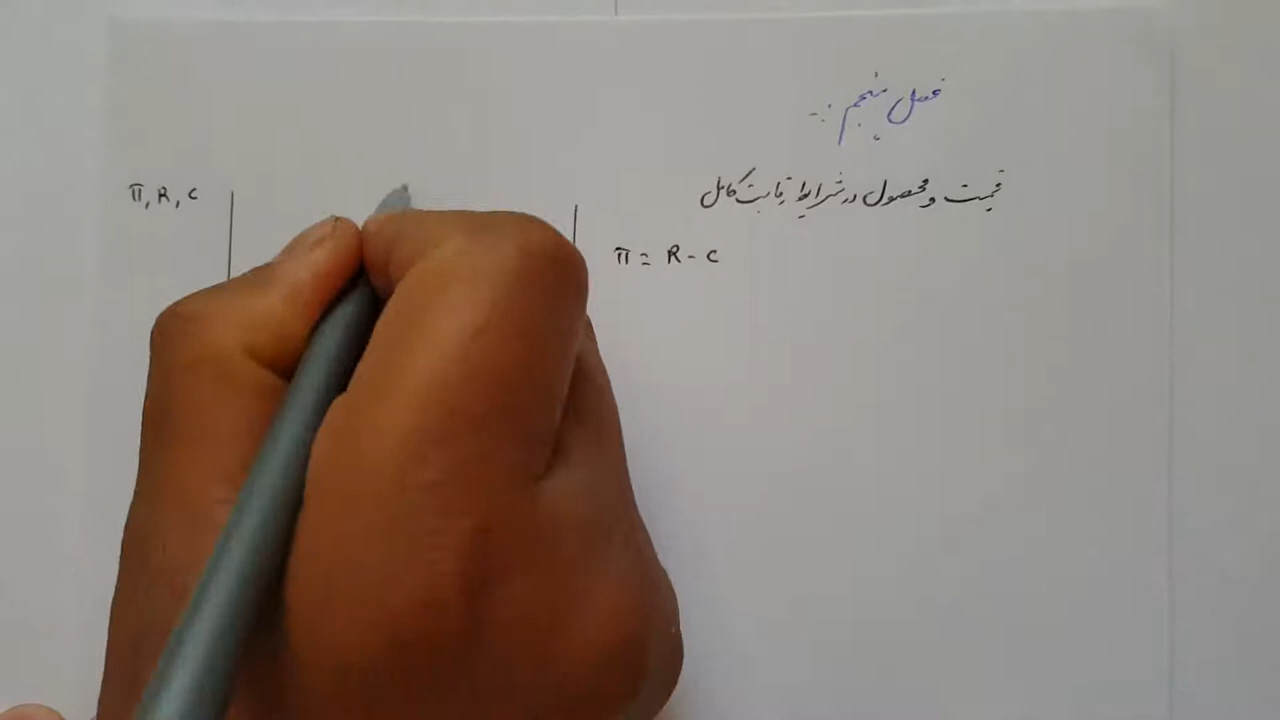 فصل پنجم :-
قیمت و محصول در شرایط رقابت کامل
π, R, C
π = R - C